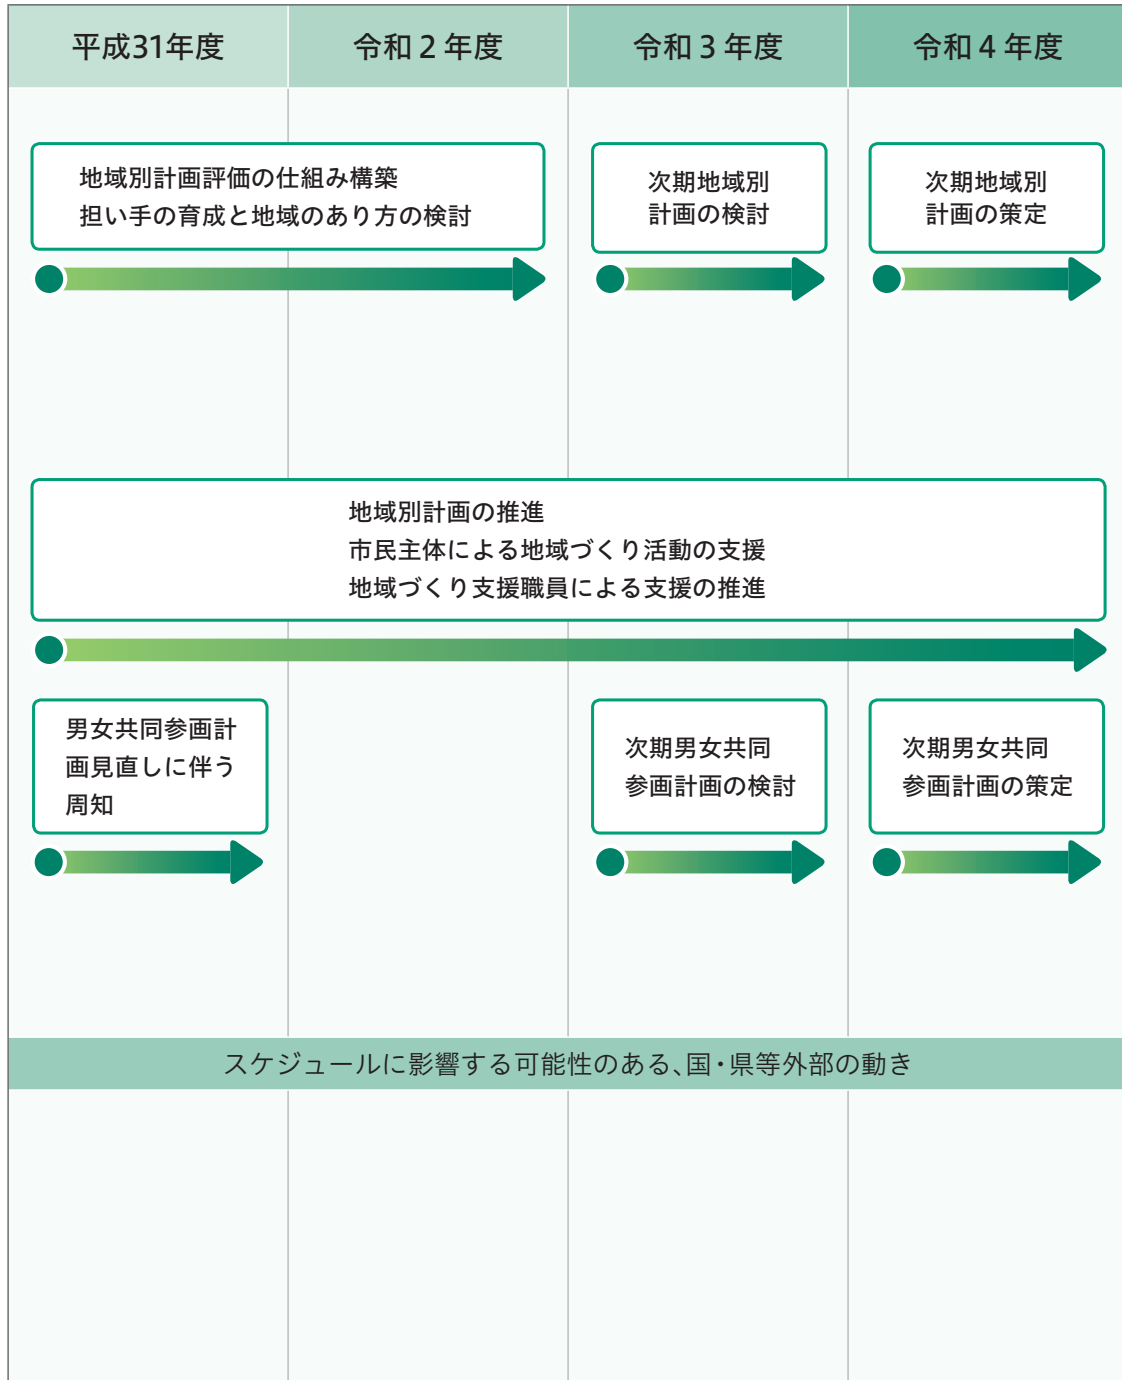 平成31年度
令和２年度
令和３年度
令和４年度
地域別計画評価の仕組み構築
担い手の育成と地域のあり方の検討
次期地域別
計画の検討
次期地域別
計画の策定
地域別計画の推進
市民主体による地域づくり活動の支援
地域づくり支援職員による支援の推進
男女共同参画計
画見直しに伴う
周知
次期男女共同
参画計画の検討
次期男女共同
参画計画の策定
スケジュールに影響する可能性のある、国・県等外部の動き